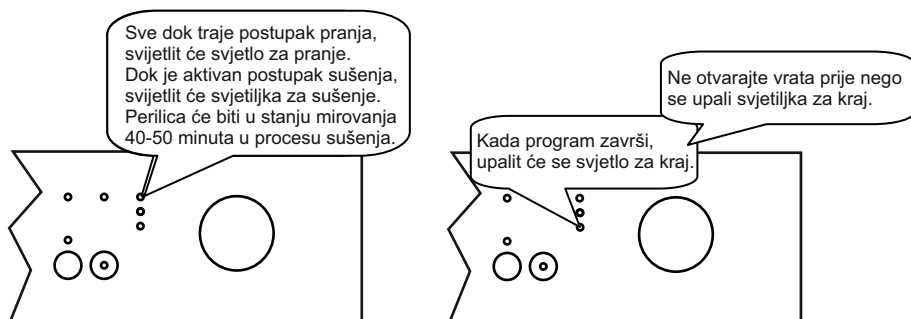 Sve dok traje postupak pranja,
svijetlit će svjetlo za pranje.
Dok je aktivan postupak sušenja,
svijetlit će svjetiljka za sušenje.
Perilica će biti u stanju mirovanja
40-50 minuta u procesu sušenja.
Ne otvarajte vrata prije nego
se upali svjetiljka za kraj.
Kada program završi,
upalit će se svjetlo za kraj.